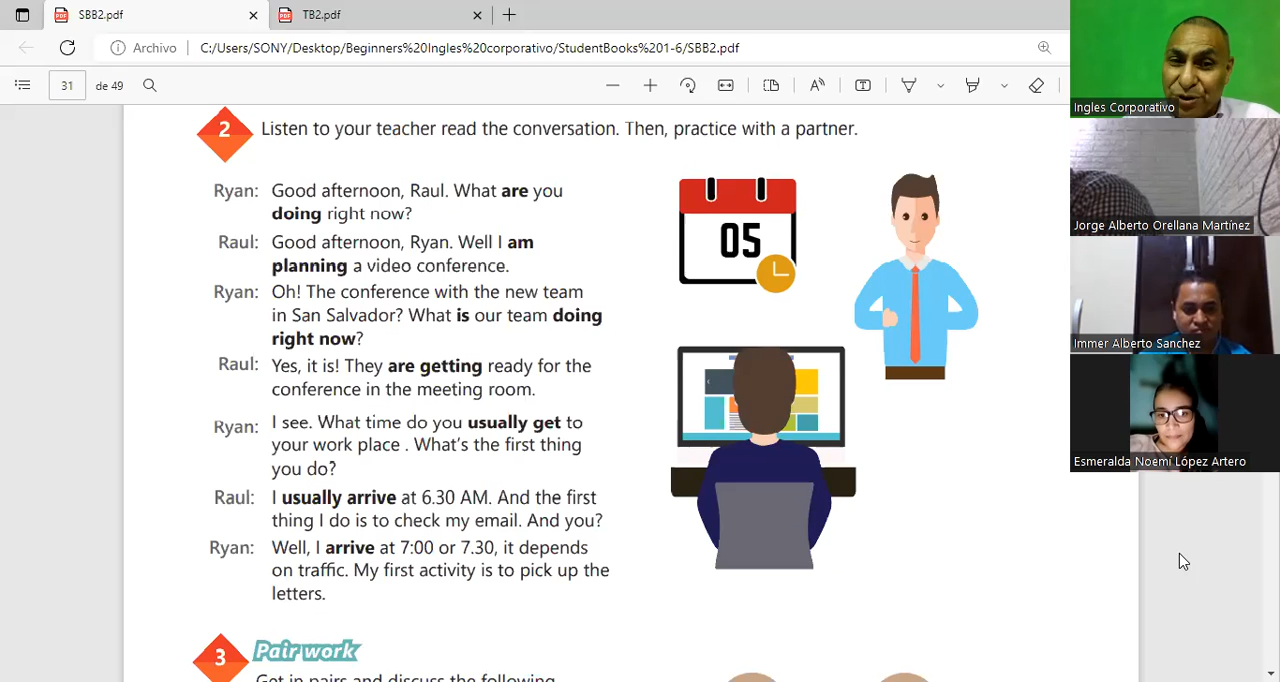 SBB2.pdf
TB2.pdf
Archivo
C:/Users/SONY/Desktop/Beginners%20Ingles%20corporativo/StudentBooks%201-6/SBB2.pdf
31 de 49
2
Listen to your teacher read the conversation. Then, practice with a partner.
Ryan: Good afternoon, Raul. What are you
doing right now?
Raul: Good afternoon, Ryan. Well I am
planning a video conference.
Ryan: Oh! The conference with the new team
in San Salvador? What is our team doing
right now?
Raul: Yes, it is! They are getting ready for the
conference in the meeting room.
Ryan: I see. What time do you usually get to
your work place . What's the first thing
you do?
Raul: I usually arrive at 6.30 AM. And the first
thing I do is to check my email. And you?
Ryan: Well, I arrive at 7:00 or 7.30, it depends
on traffic. My first activity is to pick up the
letters.
05
3
Pair work
Get in pairs and discuss the following
Ingles Corporativo
Jorge Alberto Orellana Martínez
Immer Alberto Sanchez
Esmeralda Noemí López Artero